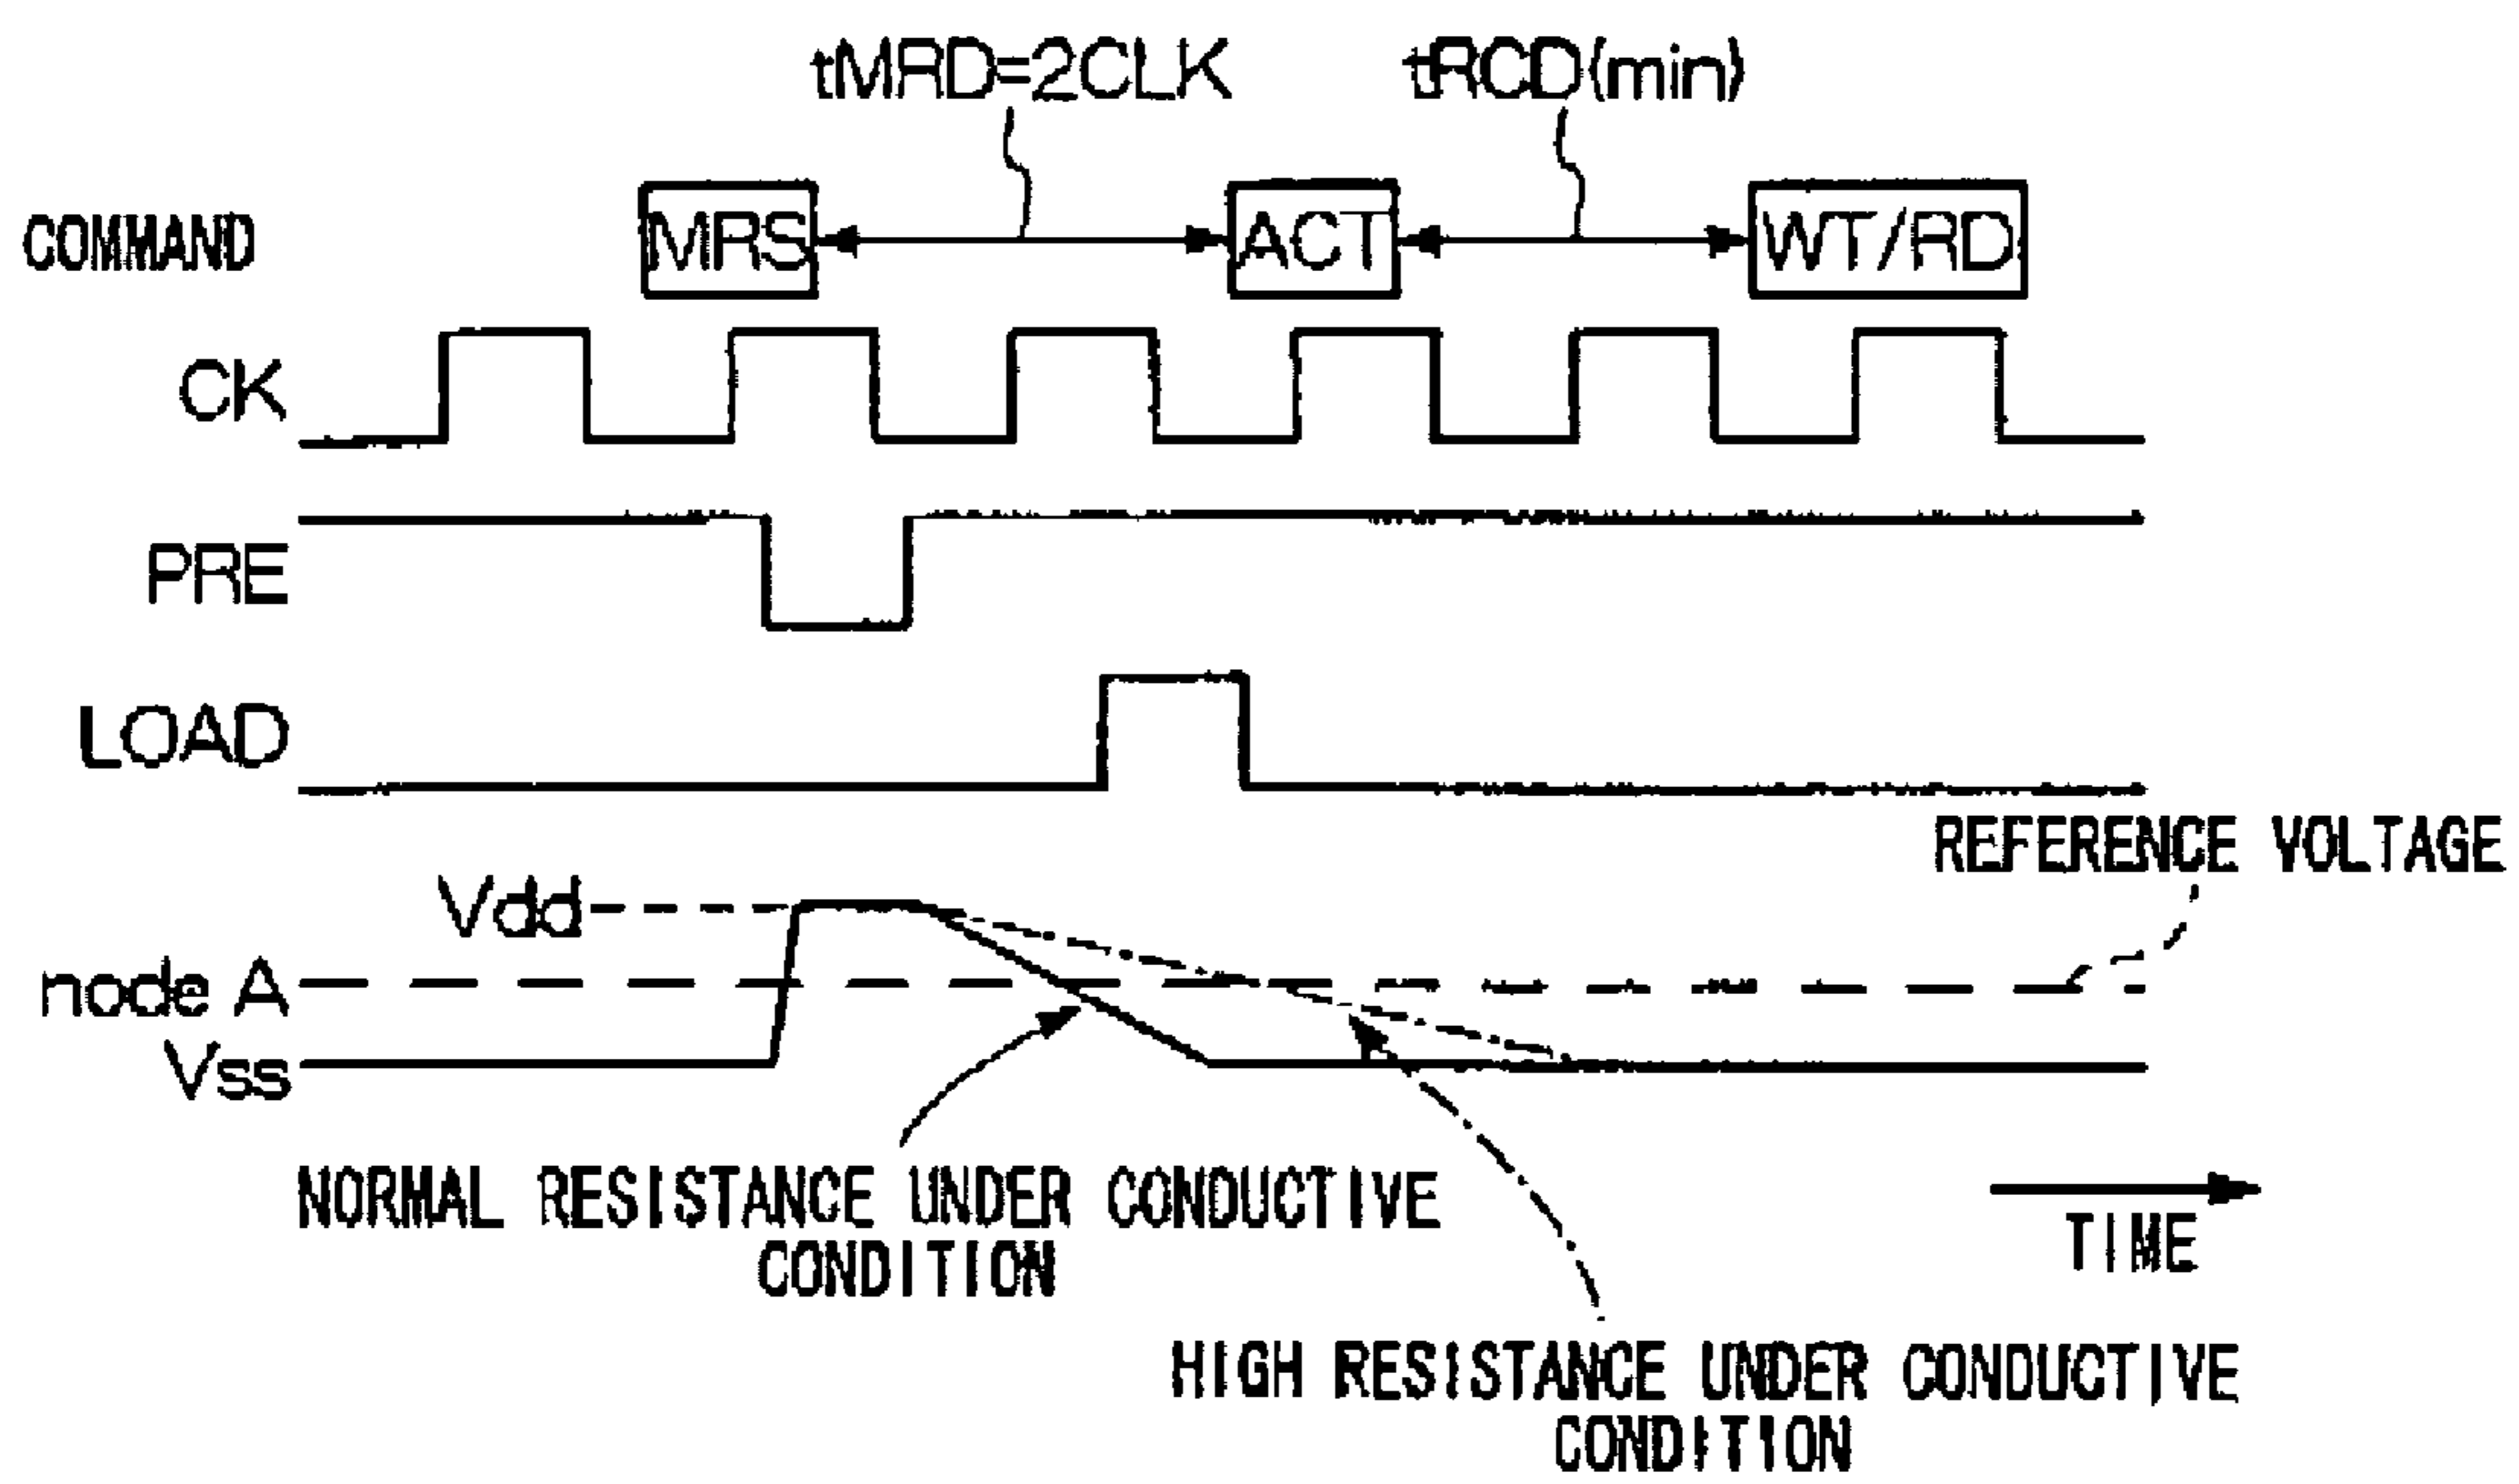 tMRD=2CLK tRCD(min)
COMMAND MRS ACT WT/RD
CK
PRE
LOAD
REFERENCE VOLTAGE
Vdd
node A
Vss
NORMAL RESISTANCE UNDER CONDUCTIVE
CONDITION
TIME
HIGH RESISTANCE UNDER CONDUCTIVE
CONDITION